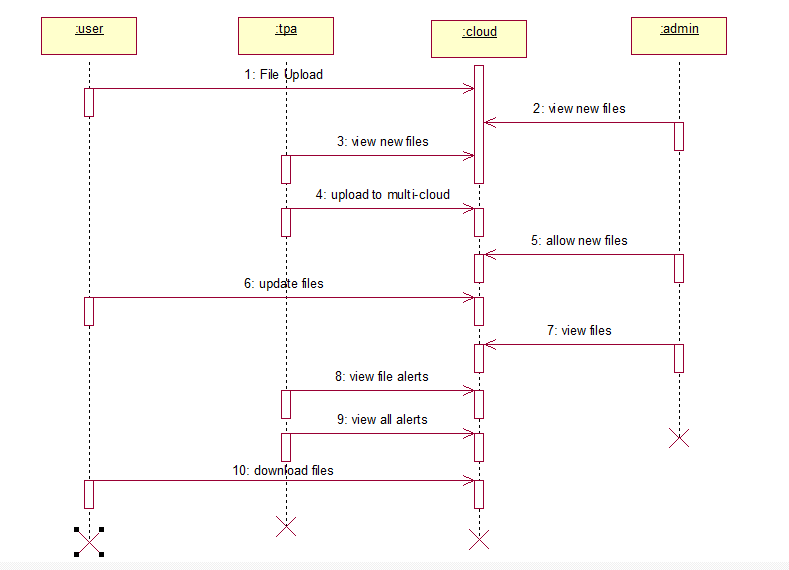 :user
:tpa
:cloud
:admin
1: File Upload
2: view new files
3: view new files
4: upload to multi-cloud
5: allow new files
6: update files
7: view files
8: view file alerts
9: view all alerts
10: download files